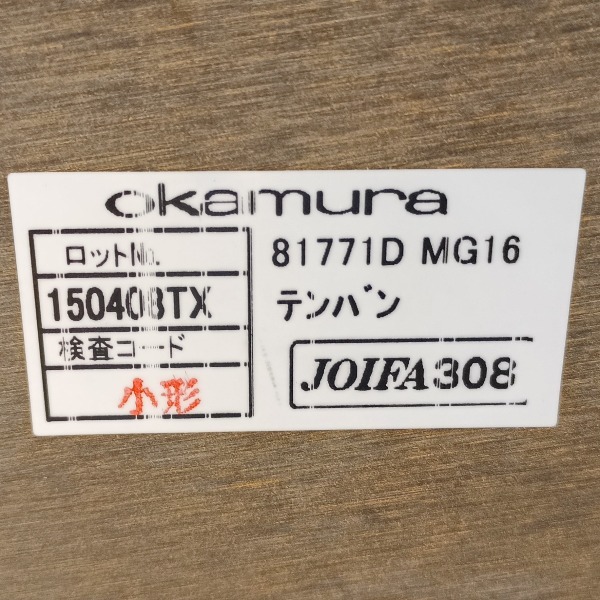 okamura
ロットNo.
150408TX
検査コード
小形
81771D MG16
テンバン
JOIFA308